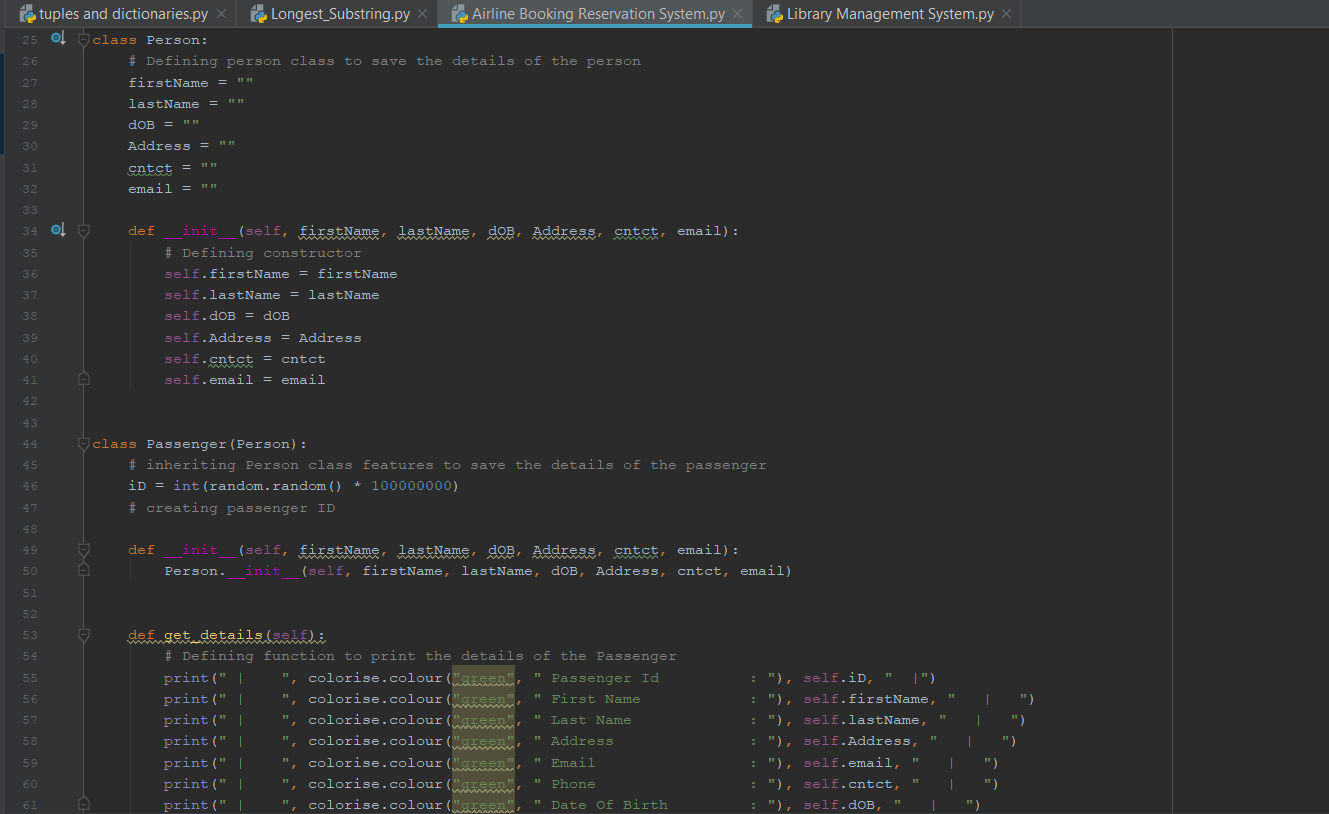 tuples and dictionaries.py × Longest_Substring.py × Airline Booking Reservation System.py × Library Management System.py ×
25 class Person:
26     # Defining person class to save the details of the person
27     firstName = ""
28     lastName = ""
29     dOB = ""
30     Address = ""
31     cntct = ""
32     email = ""
33
34     def __init__(self, firstName, lastName, dOB, Address, cntct, email):
35         # Defining constructor
36         self.firstName = firstName
37         self.lastName = lastName
38         self.dOB = dOB
39         self.Address = Address
40         self.cntct = cntct
41         self.email = email
42
43
44 class Passenger(Person):
45     # inheriting Person class features to save the details of the passenger
46     iD = int(random.random() * 100000000)
47     # creating passenger ID
48
49     def __init__(self, firstName, lastName, dOB, Address, cntct, email):
50         Person.__init__(self, firstName, lastName, dOB, Address, cntct, email)
51
52
53     def get_details(self):
54         # Defining function to print the details of the Passenger
55         print(" |    ", colorise.colour("green", " Passenger Id          : "), self.iD, "  |")
56         print(" |    ", colorise.colour("green", " First Name            : "), self.firstName, "   |   ")
57         print(" |    ", colorise.colour("green", " Last Name             : "), self.lastName, "   |   ")
58         print(" |    ", colorise.colour("green", " Address               : "), self.Address, "   |   ")
59         print(" |    ", colorise.colour("green", " Email                 : "), self.email, "   |   ")
60         print(" |    ", colorise.colour("green", " Phone                 : "), self.cntct, "   |   ")
61         print(" |    ", colorise.colour("green", " Date Of Birth         : "), self.dOB, "   |   ")